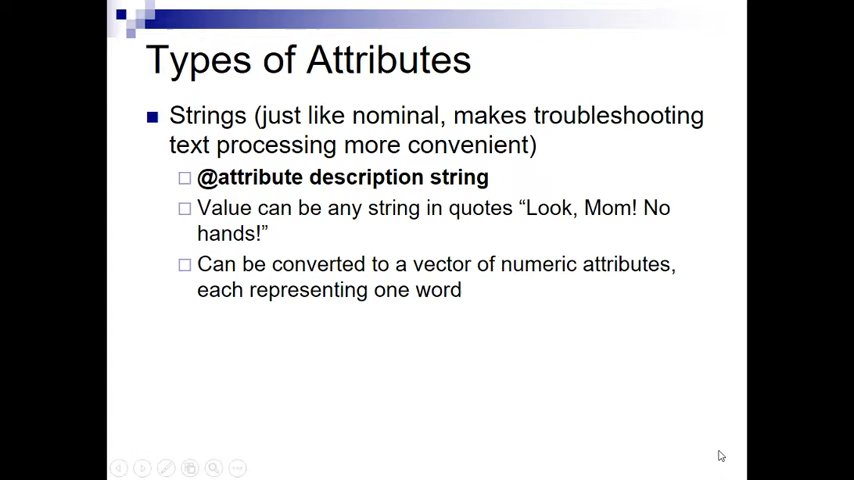 Types of Attributes
Strings (just like nominal, makes troubleshooting
text processing more convenient)
@attribute description string
Value can be any string in quotes “Look, Mom! No
hands!”
Can be converted to a vector of numeric attributes,
each representing one word